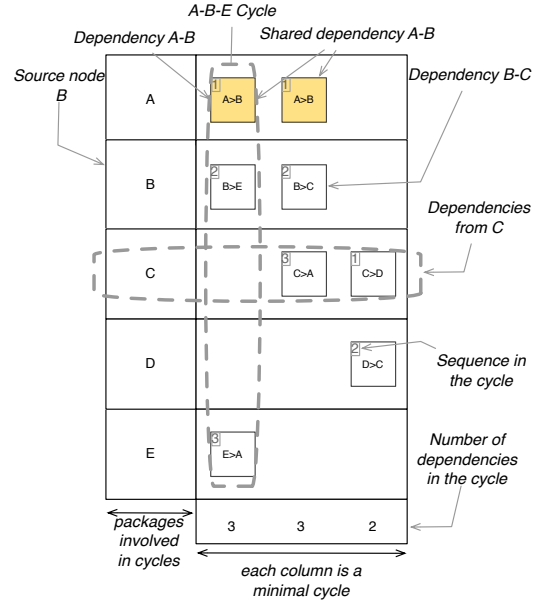 A-B-E Cycle
Dependency A-B
Shared dependency A-B
Source node
B
Dependency B-C
A
1
A>B
1
A>B
B
2
B>E
2
B>C
Dependencies
from C
C
3
C>A
1
C>D
D
2
D>C
Sequence in
the cycle
E
3
E>A
Number of
dependencies
in the cycle
packages
involved
in cycles
3
3
2
each column is a
minimal cycle